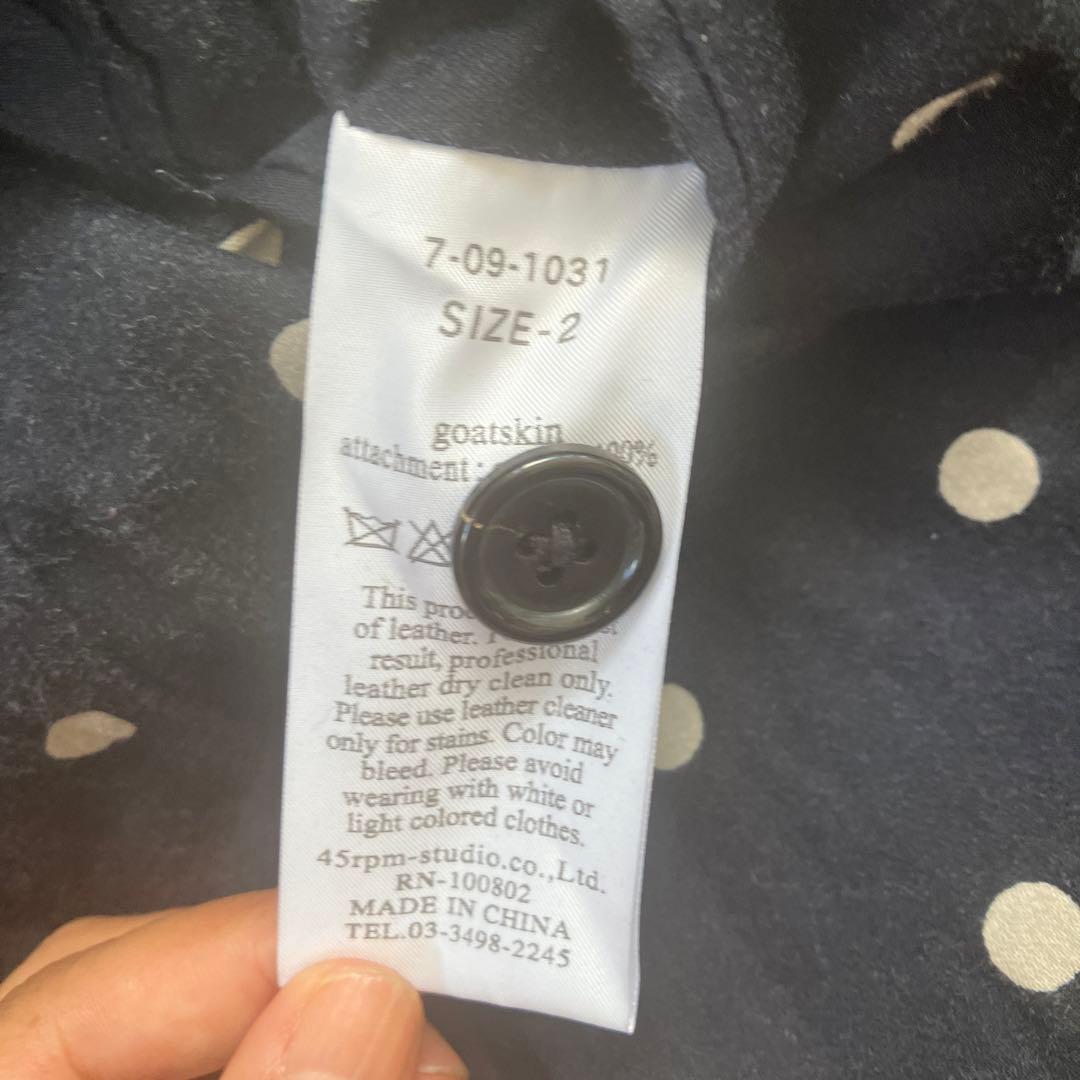 7-09-1031
SIZE-2
goatskin
attachment : 100%
This
of leather.
result, professional
leather dry clean only.
Please use leather cleaner
only for stains. Color may
bleed. Please avoid
wearing with white or
light colored clothes.
45rpm-studio.co.,Ltd.
RN-100802
MADE IN CHINA
TEL.03-3498-2245